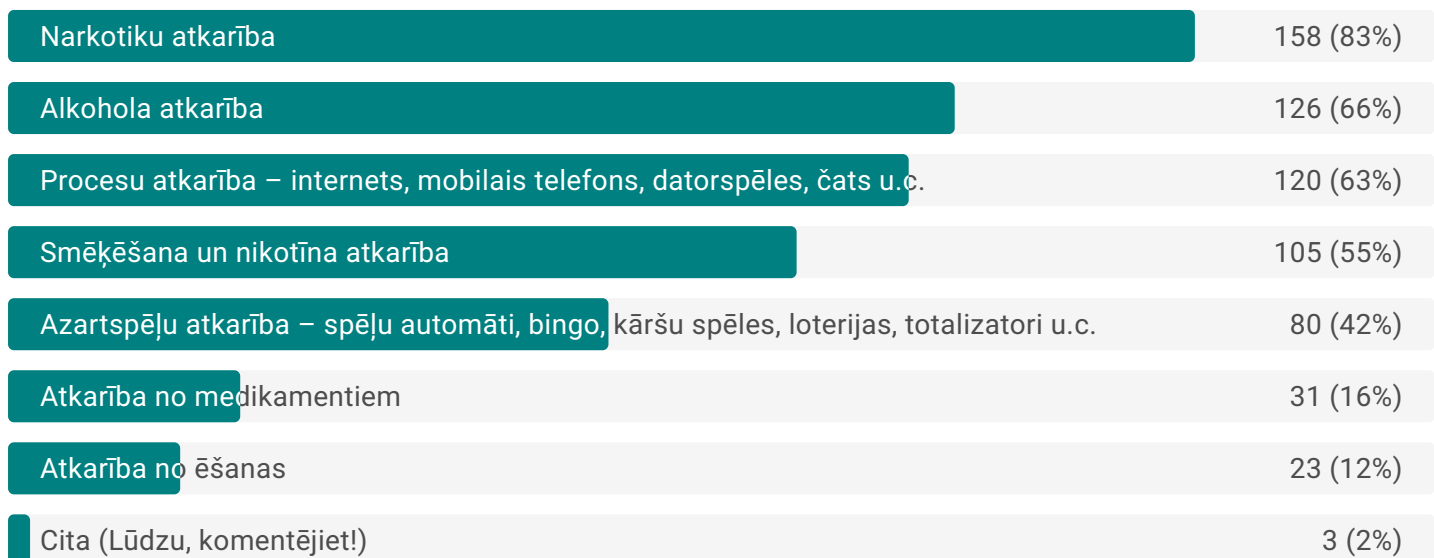 Narkotiku atkarība 158 (83%)
Alkohola atkarība 126 (66%)
Procesu atkarība – internets, mobilais telefons, datorspēles, čats u.c. 120 (63%)
Smēķēšana un nikotīna atkarība 105 (55%)
Azartspēļu atkarība – spēļu automāti, bingo, kāršu spēles, loterijas, totalizatori u.c. 80 (42%)
Atkarība no medikamentiem 31 (16%)
Atkarība no ēšanas 23 (12%)
Cita (Lūdzu, komentējiet!) 3 (2%)